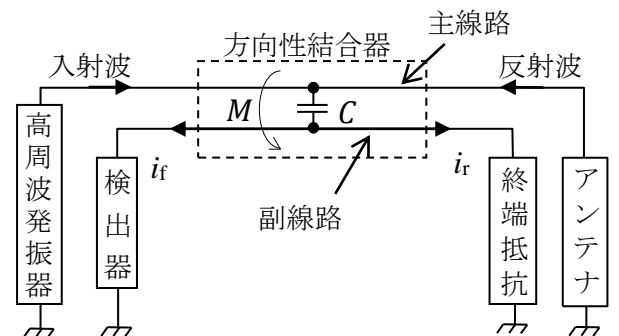 方向性結合器
主線路
入射波
反射波
M
C
i_f
i_r
副線路
高周波発振器
検出器
終端抵抗
アンテナ